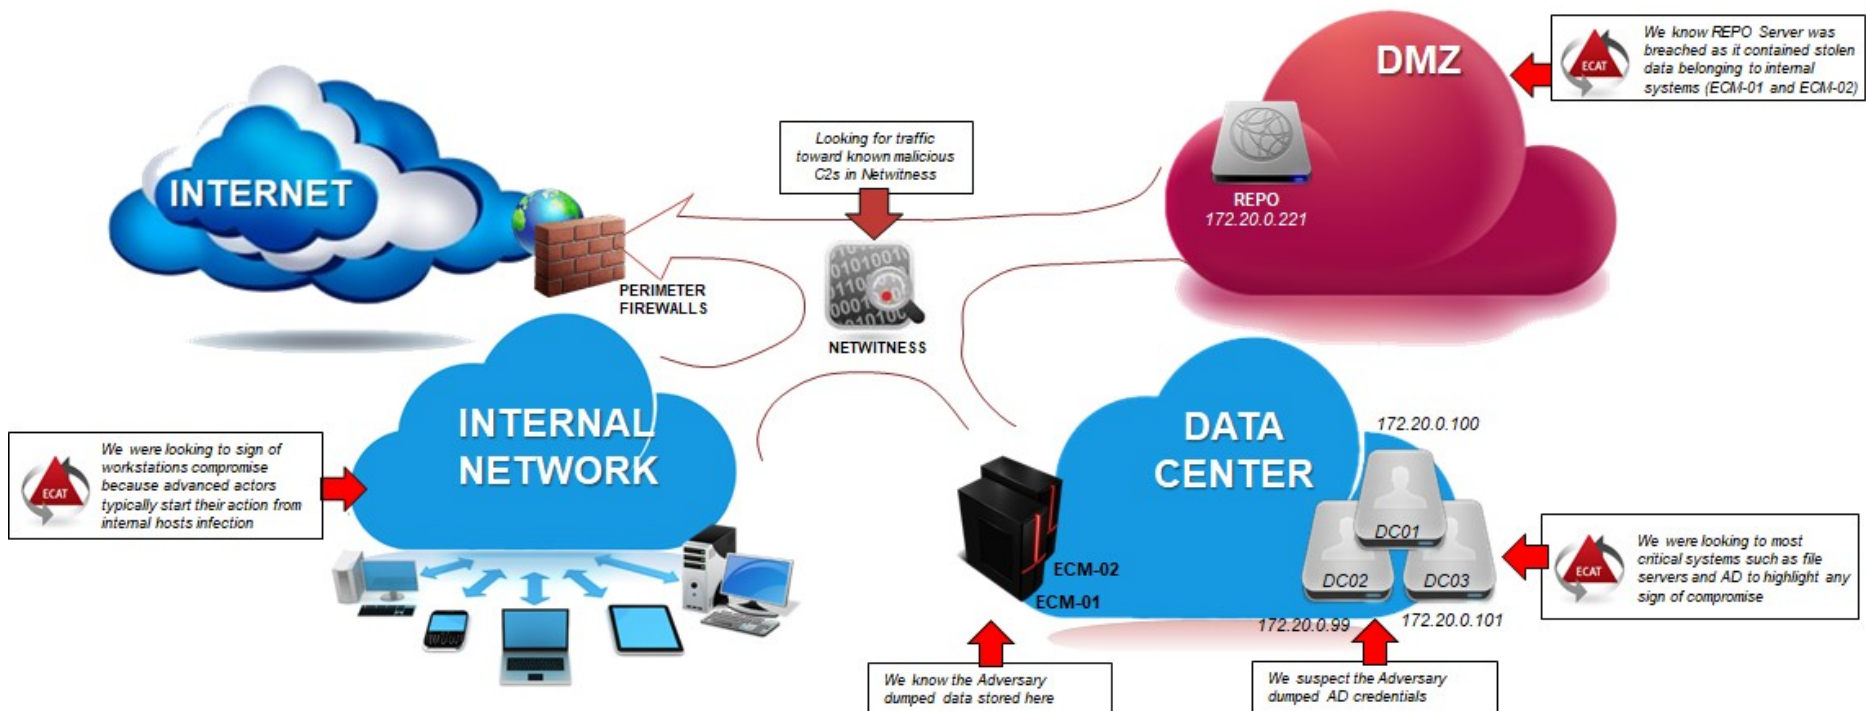 We know REPO Server was
breached as it contained stolen
data belonging to internal
systems (ECM-01 and ECM-02)
ECAT
DMZ
REPO
172.20.0.221
Looking for traffic
toward known malicious
C2s in Netwitness
INTERNET
PERIMETER
FIREWALLS
NETWITNESS
INTERNAL
NETWORK
We were looking to sign of
workstations compromise
because advanced actors
typically start their action from
internal hosts infection
ECAT
DATA
CENTER
172.20.0.100
DC01
DC02
DC03
172.20.0.99
172.20.0.101
ECM-02
ECM-01
ECAT
We were looking to most
critical systems such as file
servers and AD to highlight any
sign of compromise
We know the Adversary
dumped data stored here
We suspect the Adversary
dumped AD credentials